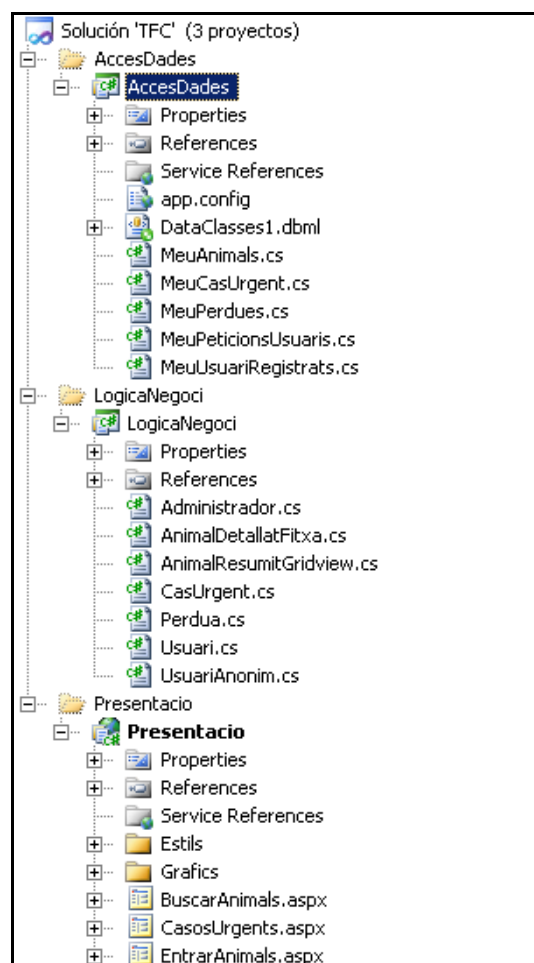 Solución 'TFC' (3 proyectos)
AccesDades
AccesDades
Properties
References
Service References
app.config
DataClasses1.dbml
MeuAnimals.cs
MeuCasUrgent.cs
MeuPerdues.cs
MeuPeticionsUsuaris.cs
MeuUsuariRegistrats.cs
LogicaNegoci
LogicaNegoci
Properties
References
Administrador.cs
AnimalDetallatFitxa.cs
AnimalResumitGridview.cs
CasUrgent.cs
Perdua.cs
Usuari.cs
UsuariAnonim.cs
Presentacio
Presentacio
Properties
References
Service References
Estils
Grafics
BuscarAnimals.aspx
CasosUrgents.aspx
EntrarAnimals.aspx